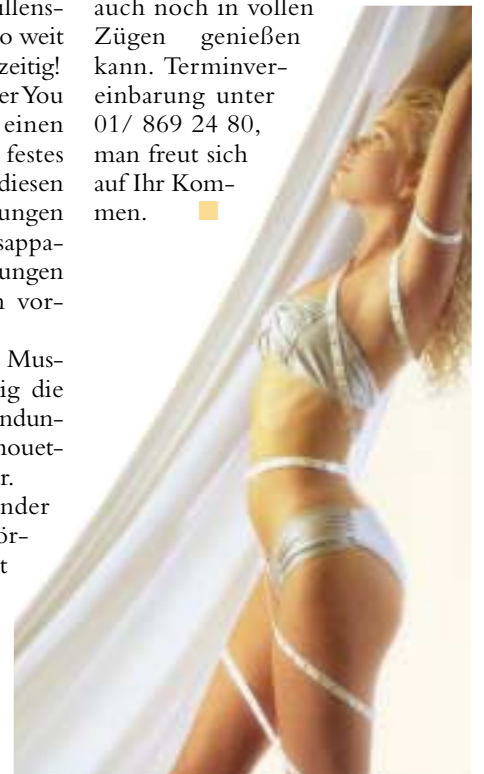 illens-
o weit
zeitig!
er You
einen
festes
diesen
ungen
sappa-
ungen
n vor-
Mus-
ig die
ndun-
houet-
r.
nder
ör-
t
auch noch in vollen
Zügen genießen
kann. Terminver-
einbarung unter
01/ 869 24 80,
man freut sich
auf Ihr Kom-
men.